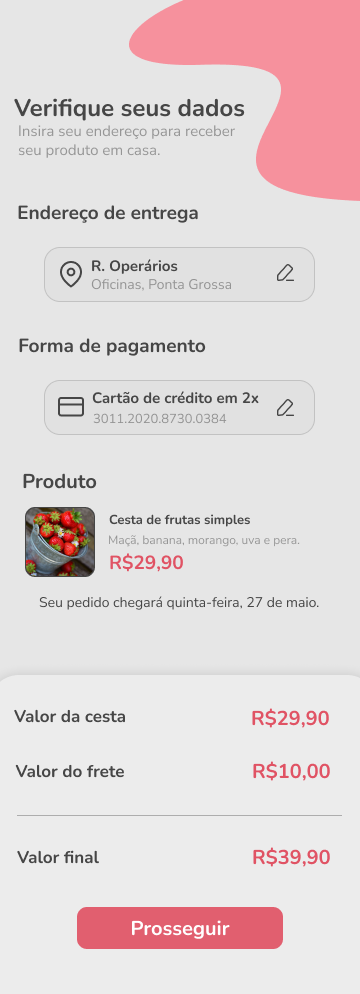 Verifique seus dados
Insira seu endereço para receber
seu produto em casa.
Endereço de entrega
R. Operários
Oficinas, Ponta Grossa
Forma de pagamento
Cartão de crédito em 2x
3011.2020.8730.0384
Produto
Cesta de frutas simples
Maçã, banana, morango, uva e pera.
R$29,90
Seu pedido chegará quinta-feira, 27 de maio.
Valor da cesta R$29,90
Valor do frete R$10,00
Valor final R$39,90
Prosseguir